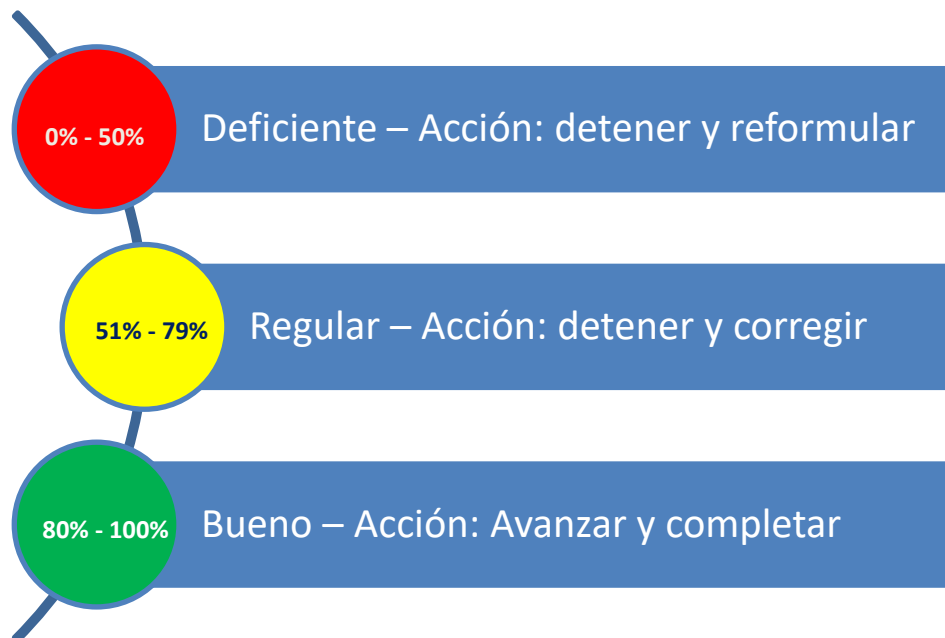 0% - 50%
Deficiente – Acción: detener y reformular
51% - 79%
Regular – Acción: detener y corregir
80% - 100%
Bueno – Acción: Avanzar y completar